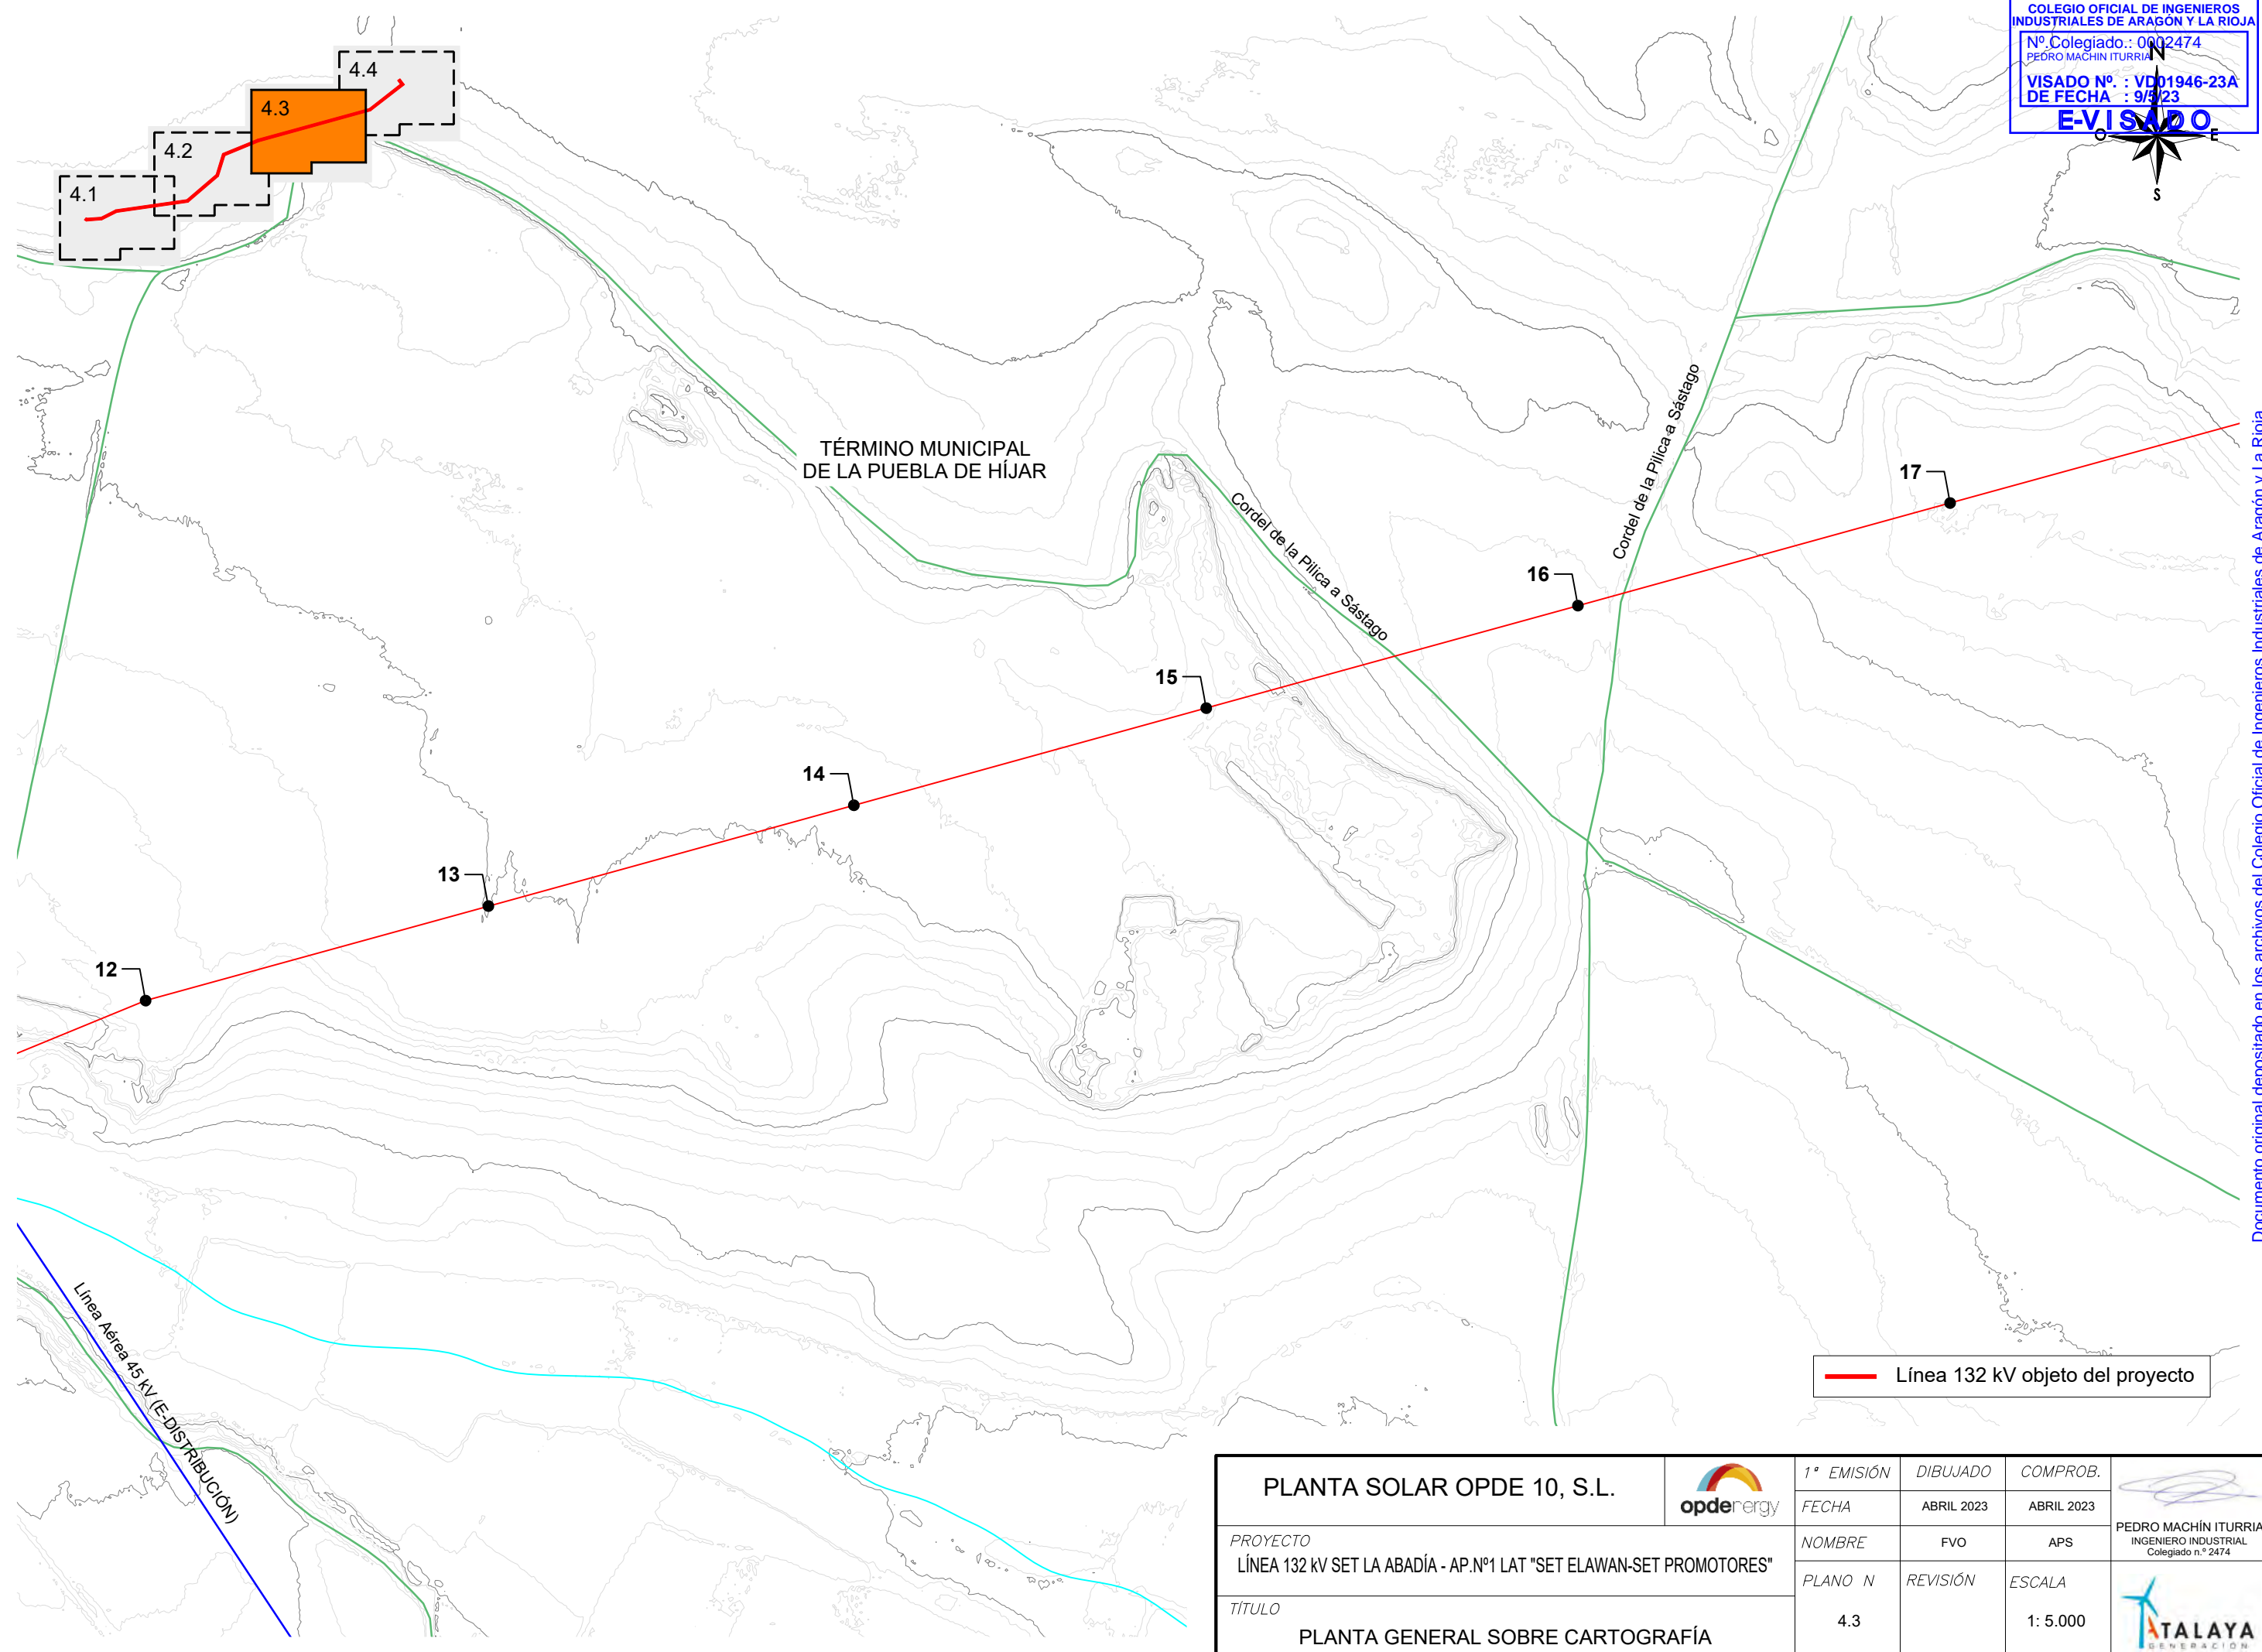 COLEGIO OFICIAL DE INGENIEROS
INDUSTRIALES DE ARAGÓN Y LA RIOJA
Nº.Colegiado.: 0002474
PEDRO MACHIN ITURRIA
VISADO Nº. : VD01946-23A
DE FECHA : 9/5/23
E-VISADO
N
O
E
S
4.4
4.3
4.2
4.1
TÉRMINO MUNICIPAL
DE LA PUEBLA DE HÍJAR
Cordel de la Pilica a Sástago
Cordel de la Pilica a Sástago
17
16
15
14
13
12
Línea Aérea 45 kV (E-DISTRIBUCIÓN)
Documento original depositado en los archivos del Colegio Oficial de Ingenieros Industriales de Aragón y La Rioja
Línea 132 kV objeto del proyecto
PLANTA SOLAR OPDE 10, S.L.
opdenergy
PROYECTO
LÍNEA 132 kV SET LA ABADÍA - AP.Nº1 LAT "SET ELAWAN-SET PROMOTORES"
TÍTULO
PLANTA GENERAL SOBRE CARTOGRAFÍA
1ª EMISIÓN
DIBUJADO
COMPROB.
FECHA
ABRIL 2023
ABRIL 2023
NOMBRE
FVO
APS
PLANO N
REVISIÓN
ESCALA
4.3
1: 5.000
PEDRO MACHÍN ITURRIA
INGENIERO INDUSTRIAL
Colegiado n.º 2474
ATALAYA
GENERACIÓN